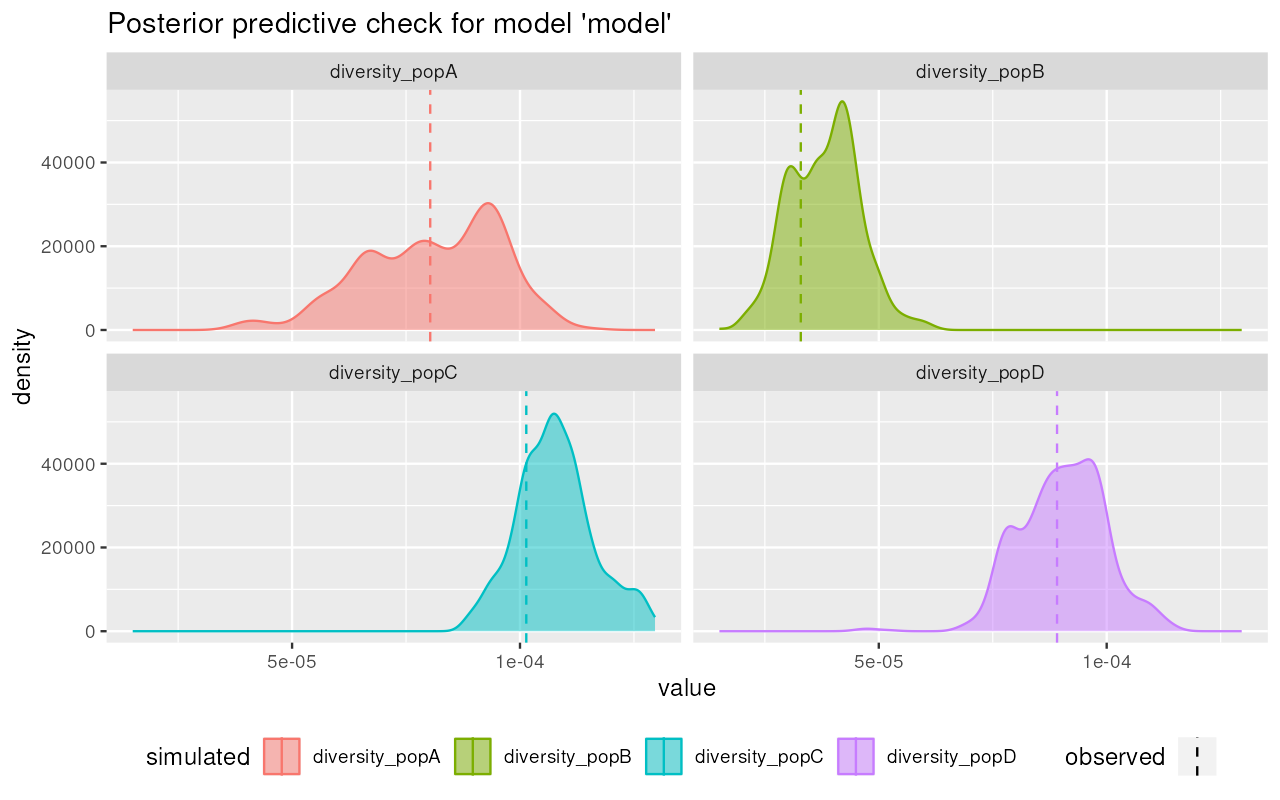 Posterior predictive check for model 'model'
diversity_popA
diversity_popB
40000
20000
0
diversity_popC
diversity_popD
40000
20000
0
density
5e-05
1e-04
5e-05
1e-04
value
simulated
diversity_popA
diversity_popB
diversity_popC
diversity_popD
observed